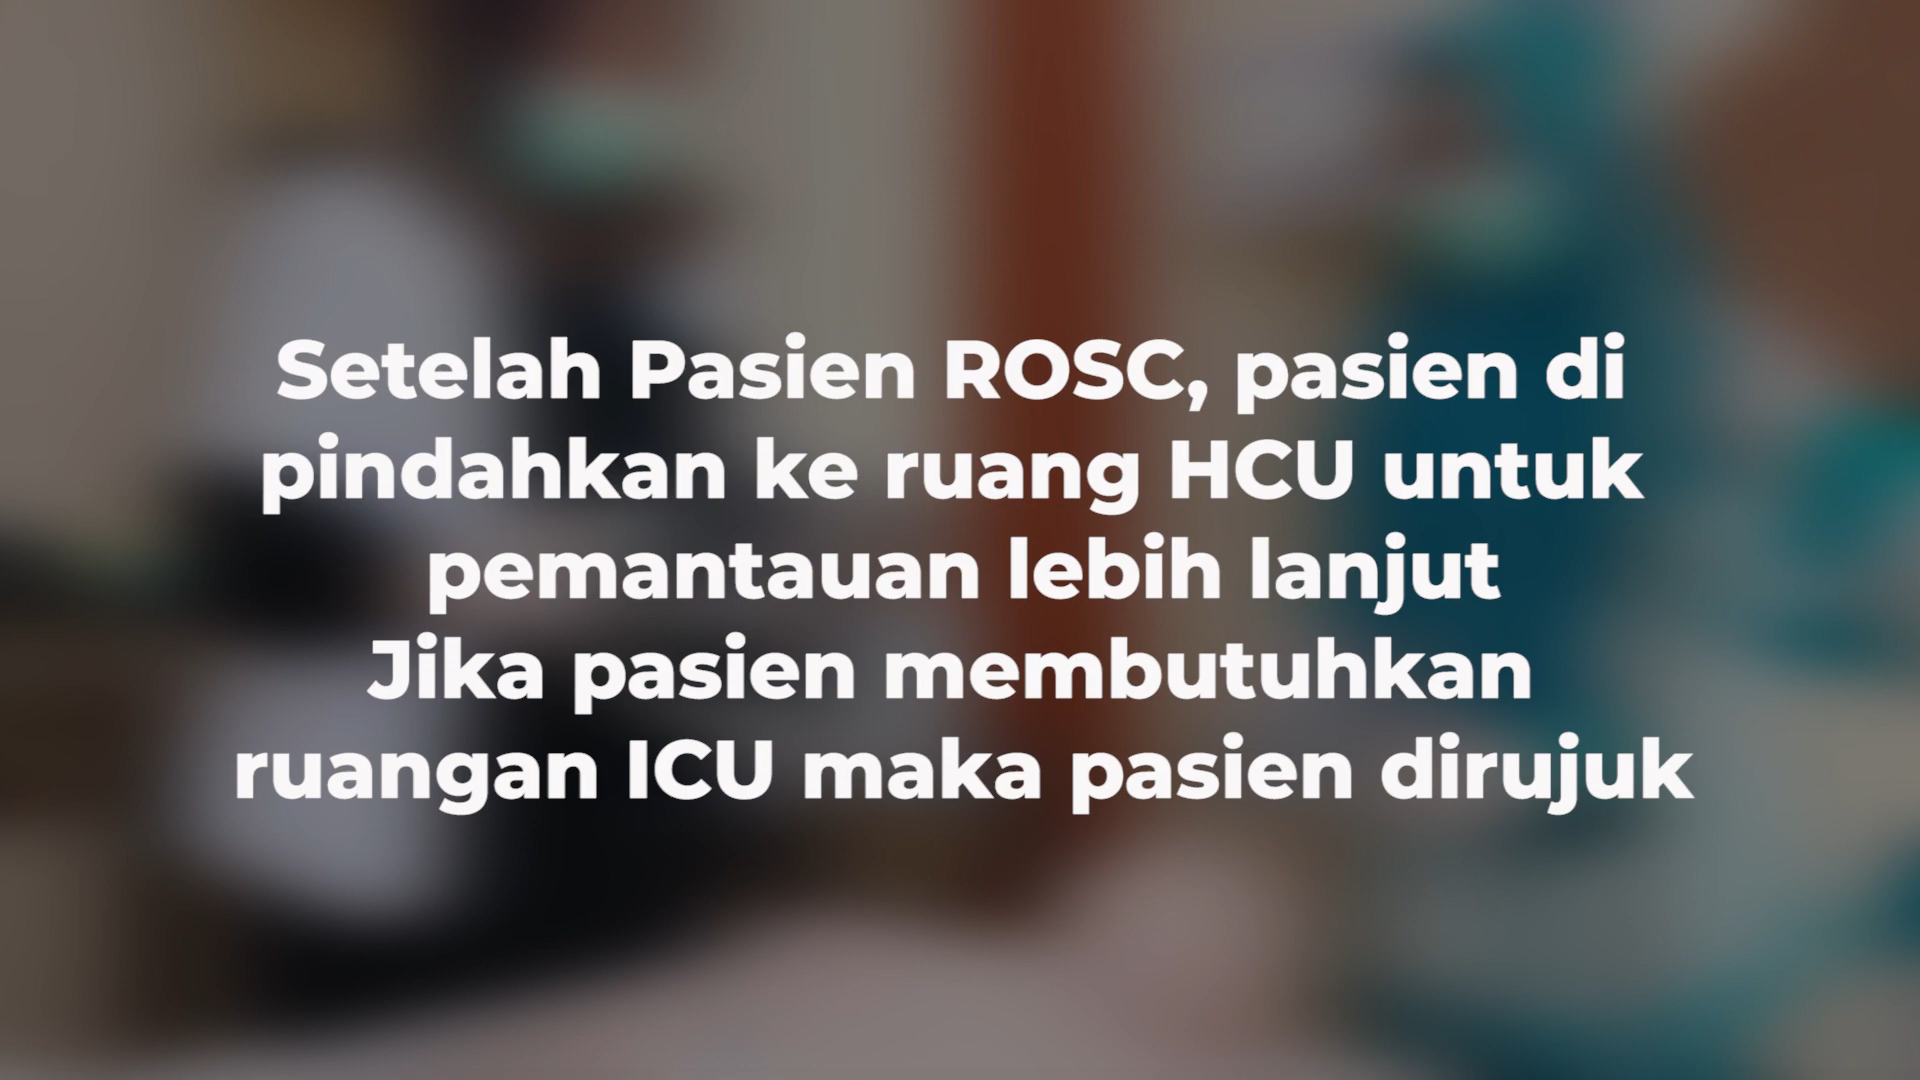 Setelah Pasien ROSC, pasien di
pindahkan ke ruang HCU untuk
pemantauan lebih lanjut
Jika pasien membutuhkan
ruangan ICU maka pasien dirujuk